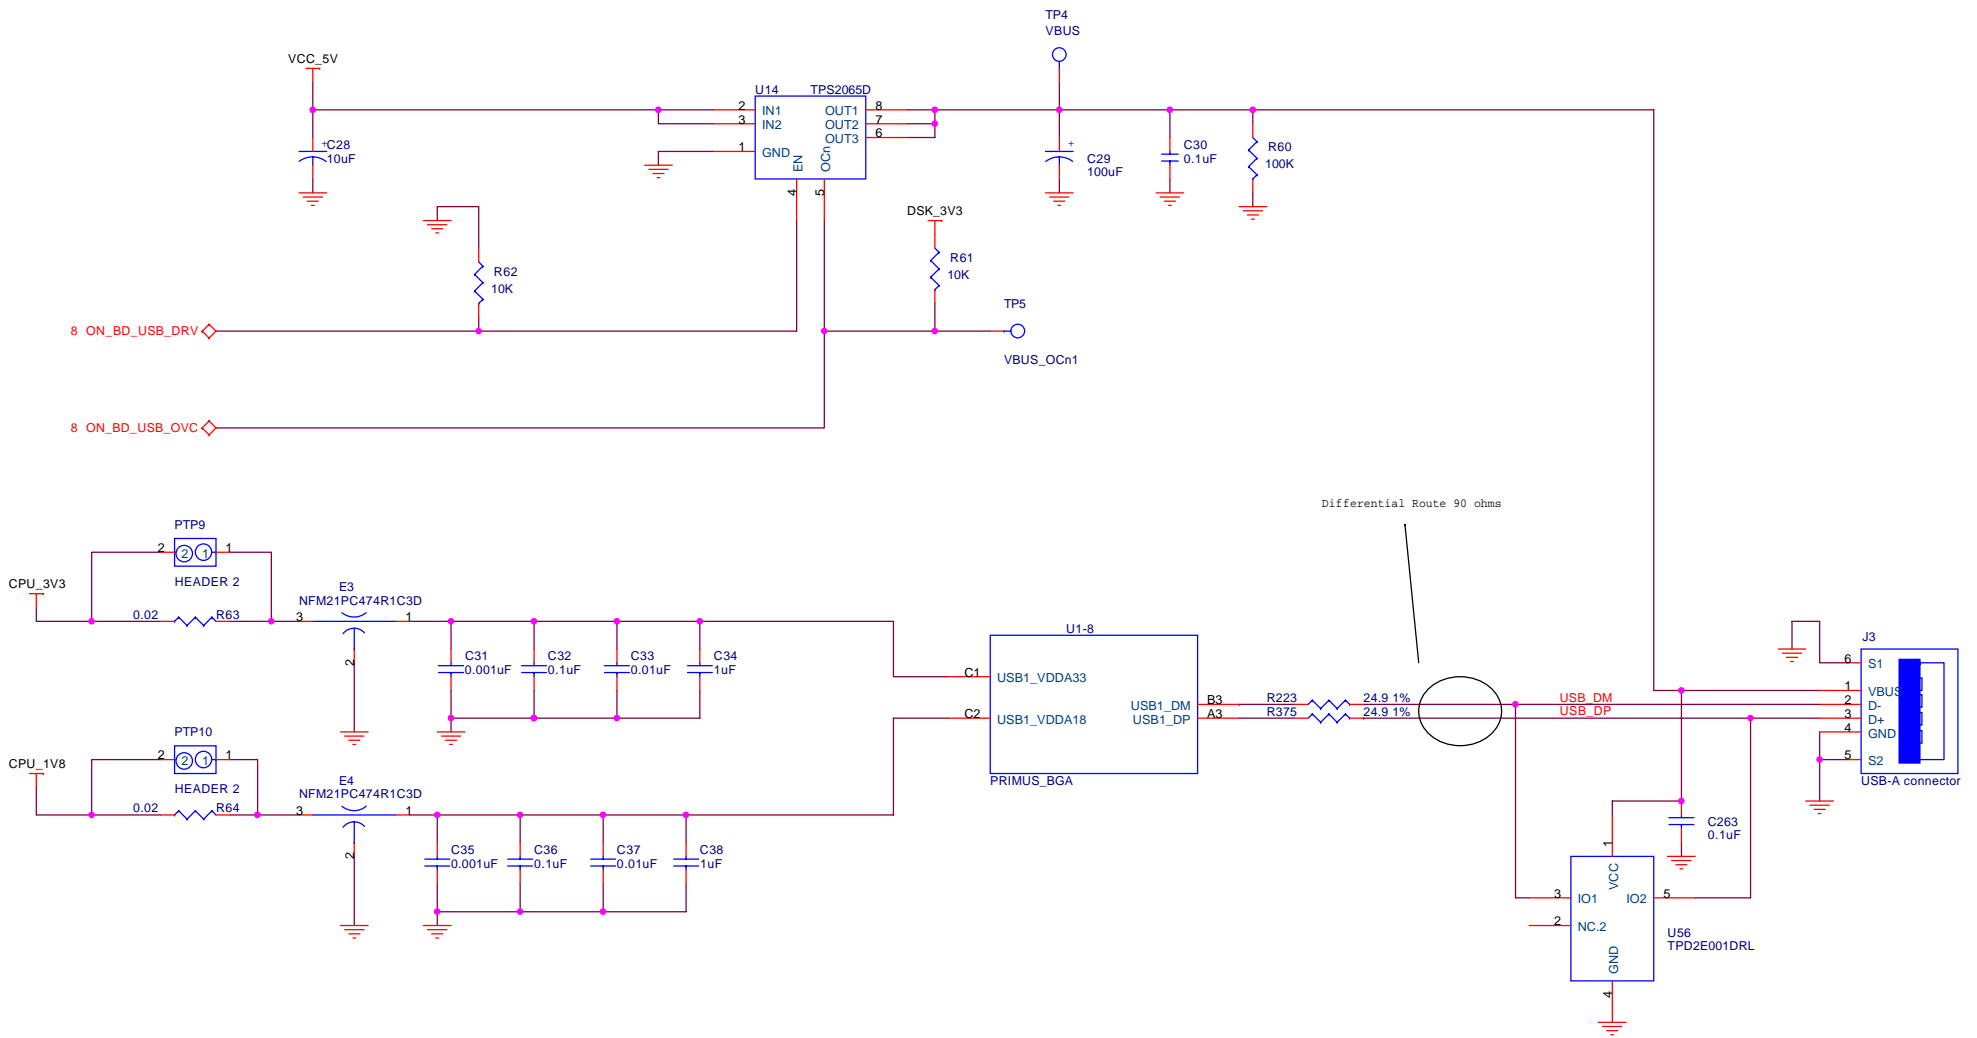 TP4
VBUS
VCC_5V
U14 TPS2065D
2 IN1 OUT1 8
3 IN2 OUT2 7
OUT3 6
1 GND
EN
OCn
4
5
+
C28
10uF
+
C29
100uF
C30
0.1uF
R60
100K
DSK_3V3
R62
10K
R61
10K
TP5
8 ON_BD_USB_DRV
VBUS_OCn1
8 ON_BD_USB_OVC
Differential Route 90 ohms
PTP9
2 2 1 1
HEADER 2
CPU_3V3
0.02 R63
E3
NFM21PC474R1C3D
3 1
2
C31
0.001uF
C32
0.1uF
C33
0.01uF
C34
1uF
U1-8
C1 USB1_VDDA33
C2 USB1_VDDA18
USB1_DM B3
USB1_DP A3
PRIMUS_BGA
R223 24.9 1%
R375 24.9 1%
USB_DM
USB_DP
J3
6 S1
1 VBUS
2 D-
3 D+
4 GND
5 S2
USB-A connector
PTP10
2 2 1 1
HEADER 2
CPU_1V8
0.02 R64
E4
NFM21PC474R1C3D
3 1
2
C35
0.001uF
C36
0.1uF
C37
0.01uF
C38
1uF
C263
0.1uF
1
VCC
3 IO1 IO2 5
2 NC.2
GND
4
U56
TPD2E001DRL